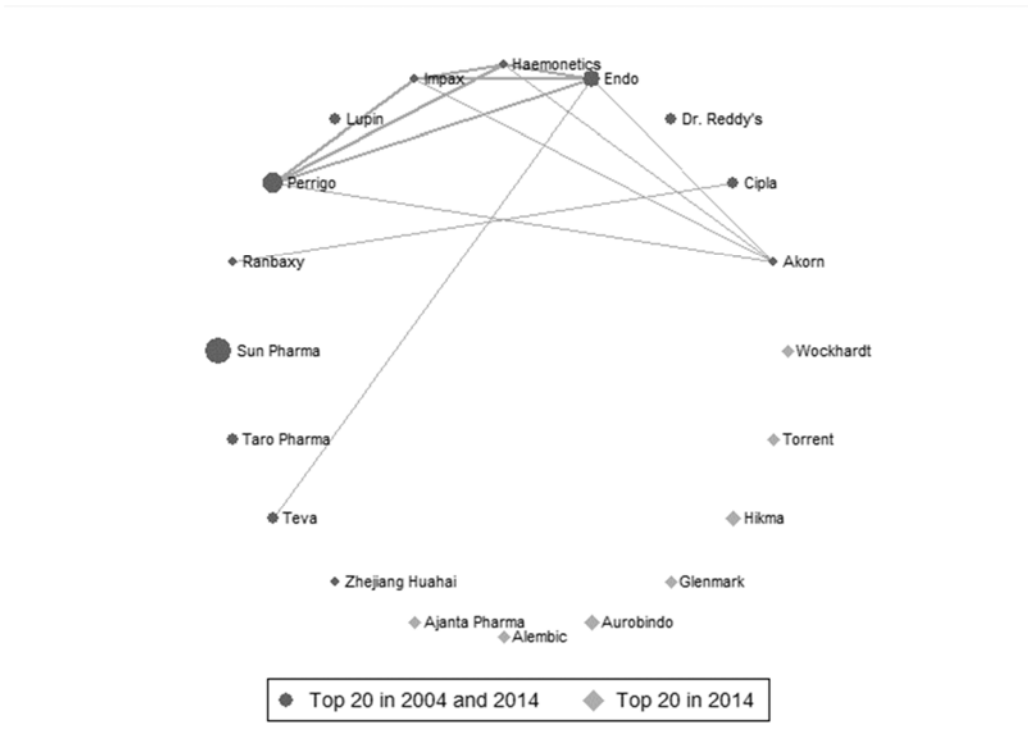 Haemonetics
Impax
Endo
Lupin
Dr. Reddy's
Perrigo
Cipla
Ranbaxy
Akorn
Sun Pharma
Wockhardt
Taro Pharma
Torrent
Teva
Hikma
Zhejiang Huahai
Glenmark
Ajanta Pharma
Aurobindo
Alembic
Top 20 in 2004 and 2014
Top 20 in 2014